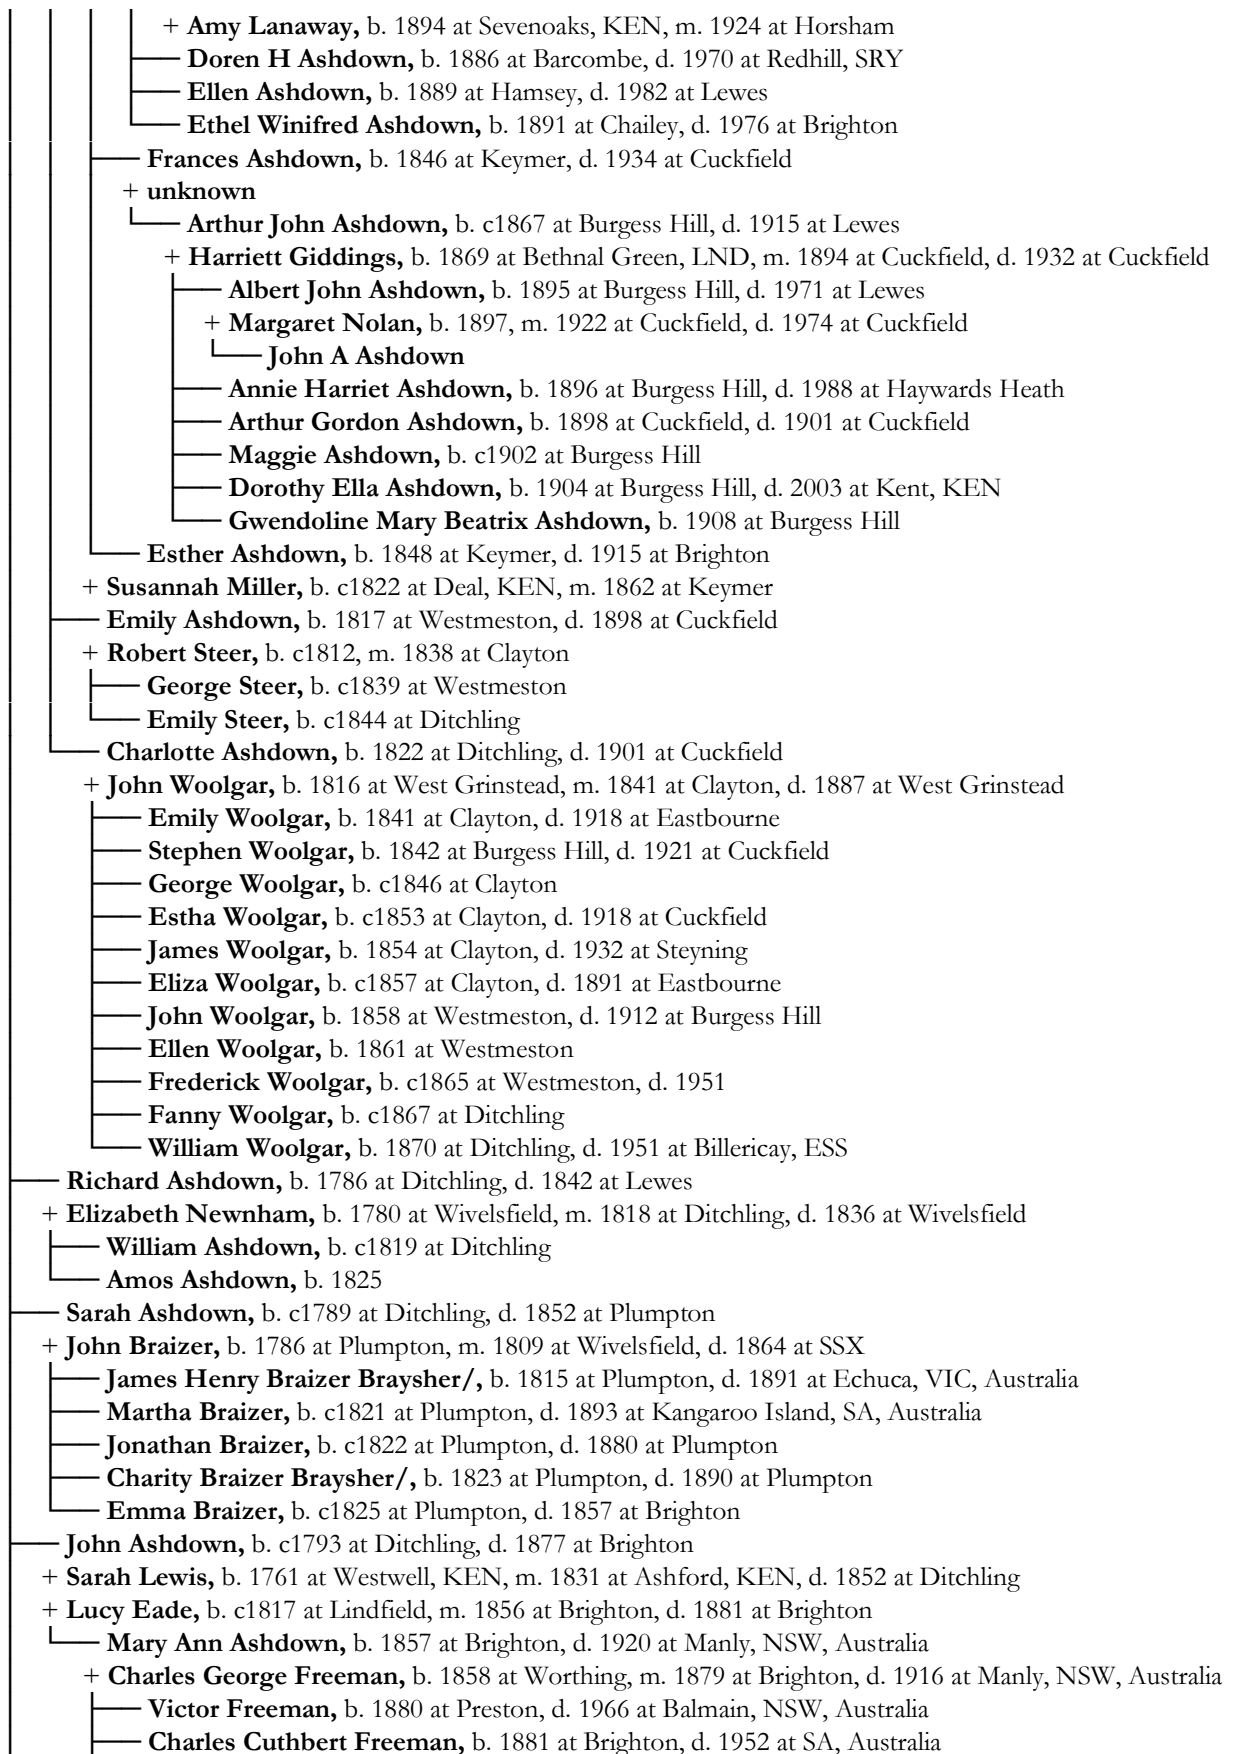 + Amy Lanaway, b. 1894 at Sevenoaks, KEN, m. 1924 at Horsham
Doren H Ashdown, b. 1886 at Barcombe, d. 1970 at Redhill, SRY
Ellen Ashdown, b. 1889 at Hamsey, d. 1982 at Lewes
Ethel Winifred Ashdown, b. 1891 at Chailey, d. 1976 at Brighton
Frances Ashdown, b. 1846 at Keymer, d. 1934 at Cuckfield
+ unknown
Arthur John Ashdown, b. c1867 at Burgess Hill, d. 1915 at Lewes
+ Harriett Giddings, b. 1869 at Bethnal Green, LND, m. 1894 at Cuckfield, d. 1932 at Cuckfield
Albert John Ashdown, b. 1895 at Burgess Hill, d. 1971 at Lewes
+ Margaret Nolan, b. 1897, m. 1922 at Cuckfield, d. 1974 at Cuckfield
John A Ashdown
Annie Harriet Ashdown, b. 1896 at Burgess Hill, d. 1988 at Haywards Heath
Arthur Gordon Ashdown, b. 1898 at Cuckfield, d. 1901 at Cuckfield
Maggie Ashdown, b. c1902 at Burgess Hill
Dorothy Ella Ashdown, b. 1904 at Burgess Hill, d. 2003 at Kent, KEN
Gwendoline Mary Beatrix Ashdown, b. 1908 at Burgess Hill
Esther Ashdown, b. 1848 at Keymer, d. 1915 at Brighton
+ Susannah Miller, b. c1822 at Deal, KEN, m. 1862 at Keymer
Emily Ashdown, b. 1817 at Westmeston, d. 1898 at Cuckfield
+ Robert Steer, b. c1812, m. 1838 at Clayton
George Steer, b. c1839 at Westmeston
Emily Steer, b. c1844 at Ditchling
Charlotte Ashdown, b. 1822 at Ditchling, d. 1901 at Cuckfield
+ John Woolgar, b. 1816 at West Grinstead, m. 1841 at Clayton, d. 1887 at West Grinstead
Emily Woolgar, b. 1841 at Clayton, d. 1918 at Eastbourne
Stephen Woolgar, b. 1842 at Burgess Hill, d. 1921 at Cuckfield
George Woolgar, b. c1846 at Clayton
Estha Woolgar, b. c1853 at Clayton, d. 1918 at Cuckfield
James Woolgar, b. 1854 at Clayton, d. 1932 at Steyning
Eliza Woolgar, b. c1857 at Clayton, d. 1891 at Eastbourne
John Woolgar, b. 1858 at Westmeston, d. 1912 at Burgess Hill
Ellen Woolgar, b. 1861 at Westmeston
Frederick Woolgar, b. c1865 at Westmeston, d. 1951
Fanny Woolgar, b. c1867 at Ditchling
William Woolgar, b. 1870 at Ditchling, d. 1951 at Billericay, ESS
Richard Ashdown, b. 1786 at Ditchling, d. 1842 at Lewes
+ Elizabeth Newnham, b. 1780 at Wivelsfield, m. 1818 at Ditchling, d. 1836 at Wivelsfield
William Ashdown, b. c1819 at Ditchling
Amos Ashdown, b. 1825
Sarah Ashdown, b. c1789 at Ditchling, d. 1852 at Plumpton
+ John Braizer, b. 1786 at Plumpton, m. 1809 at Wivelsfield, d. 1864 at SSX
James Henry Braizer Braysher/, b. 1815 at Plumpton, d. 1891 at Echuca, VIC, Australia
Martha Braizer, b. c1821 at Plumpton, d. 1893 at Kangaroo Island, SA, Australia
Jonathan Braizer, b. c1822 at Plumpton, d. 1880 at Plumpton
Charity Braizer Braysher/, b. 1823 at Plumpton, d. 1890 at Plumpton
Emma Braizer, b. c1825 at Plumpton, d. 1857 at Brighton
John Ashdown, b. c1793 at Ditchling, d. 1877 at Brighton
+ Sarah Lewis, b. 1761 at Westwell, KEN, m. 1831 at Ashford, KEN, d. 1852 at Ditchling
+ Lucy Eade, b. c1817 at Lindfield, m. 1856 at Brighton, d. 1881 at Brighton
Mary Ann Ashdown, b. 1857 at Brighton, d. 1920 at Manly, NSW, Australia
+ Charles George Freeman, b. 1858 at Worthing, m. 1879 at Brighton, d. 1916 at Manly, NSW, Australia
Victor Freeman, b. 1880 at Preston, d. 1966 at Balmain, NSW, Australia
Charles Cuthbert Freeman, b. 1881 at Brighton, d. 1952 at SA, Australia